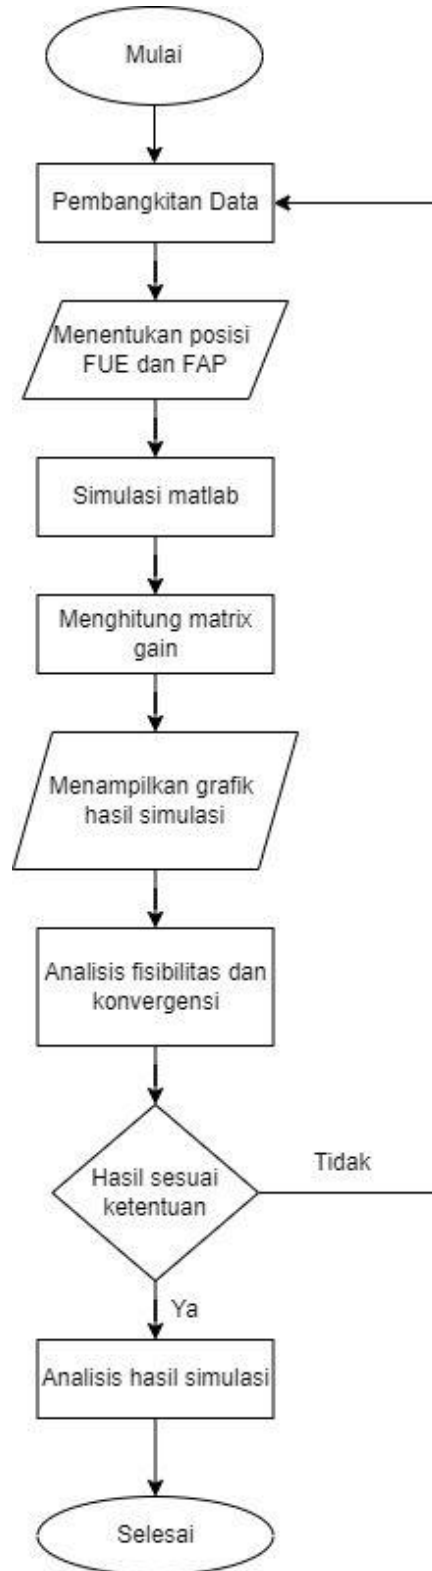 Mulai
Pembangkitan Data
Menentukan posisi
FUE dan FAP
Simulasi matlab
Menghitung matrix
gain
Menampilkan grafik
hasil simulasi
Analisis fisibilitas dan
konvergensi
Hasil sesuai
ketentuan
Tidak
Ya
Analisis hasil simulasi
Selesai